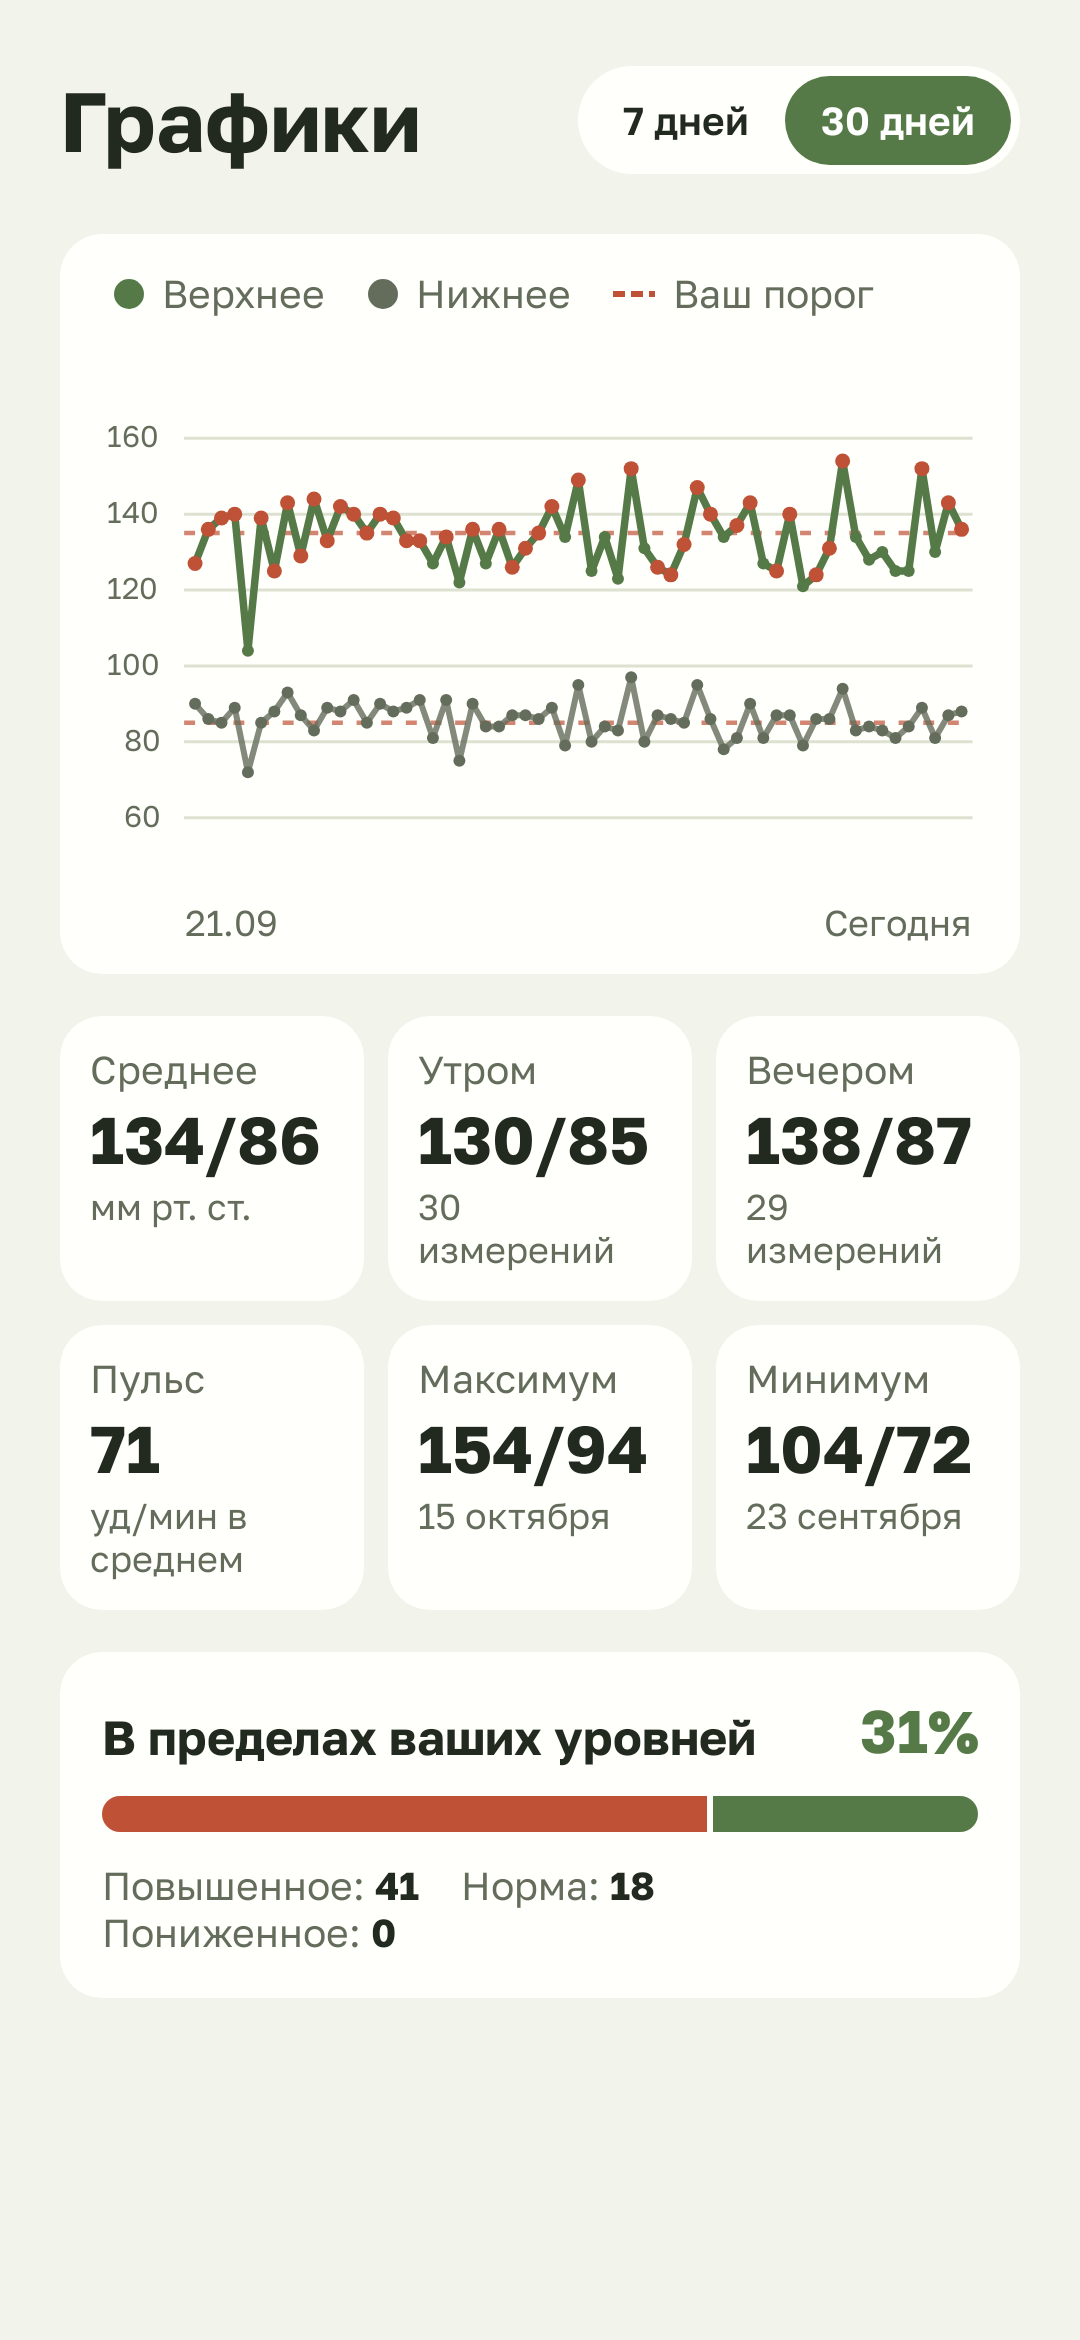 Графики
7 дней
30 дней
Верхнее
Нижнее
Ваш порог
160
140
120
100
80
60
21.09
Сегодня
Среднее
134/86
мм рт. ст.
Утром
130/85
30
измерений
Вечером
138/87
29
измерений
Пульс
71
уд/мин в
среднем
Максимум
154/94
15 октября
Минимум
104/72
23 сентября
В пределах ваших уровней
31%
Повышенное: 41 Норма: 18
Пониженное: 0